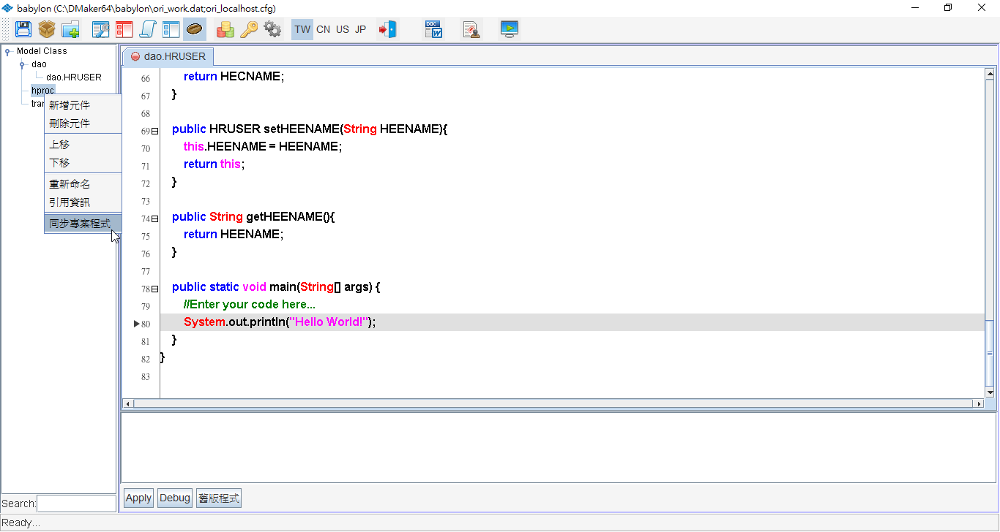 babylon (C:\DMaker64\babylon\ori_work.dat;ori_localhost.cfg)
TW CN US JP
DOC
W
Model Class
dao
dao.HRUSER
hproc
新增元件
刪除元件
上移
下移
重新命名
引用資訊
同步專案程式
Search:
dao.HRUSER
66 return HECNAME;
67 }
68
69 public HRUSER setHEENAME(String HEENAME){
70 this.HEENAME = HEENAME;
71 return this;
72 }
73
74 public String getHEENAME(){
75 return HEENAME;
76 }
77
78 public static void main(String[] args) {
79 //Enter your code here...
80 System.out.println("Hello World!");
81 }
82 }
83
Apply Debug 舊版程式
Ready...